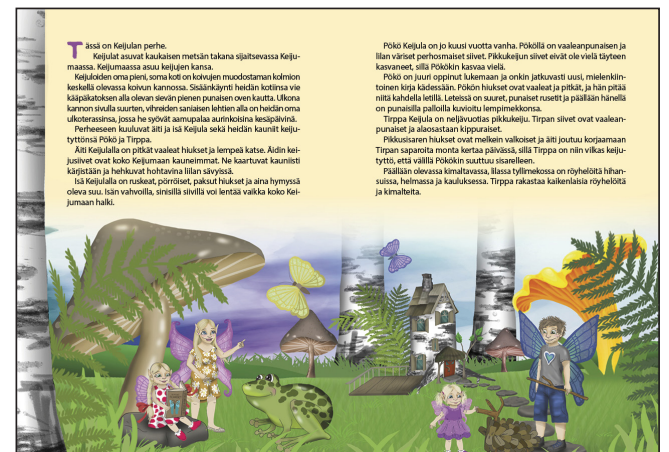 Tässä on Keijulan perhe.
Keijulat asuvat kaukaisen metsän takana sijaitsevassa Keiju-
maassa. Keijumaassa asuu keijujen kansa.
Keijuloiden oma pieni, soma koti on koivujen muodostaman kolmion
keskellä olevassa koivun kannossa. Sisäänkäynti heidän kotiinsa vie
kääpäkatoksen alla olevan sievän pienen punaisen oven kautta. Ulkona
kannon sivulla suurten, vihreiden saniaisen lehtien alla on heidän oma
ulkoterassinsa, jossa he syövät aamupalaa aurinkoisina kesäpäivinä.
Perheeseen kuuluvat äiti ja isä Keijula sekä heidän kauniit keiju-
tyttönsä Pökö ja Tirppa.
Äiti Keijulalla on pitkät vaaleat hiukset ja lempeä katse. Äidin kei-
jusiivet ovat koko Keijumaan kauneimmat. Ne kaartuvat kauniisti
kärjistään ja hehkuvat hohtavina liilan sävyissä.
Isä Keijulalla on ruskeat, pörröiset, paksut hiukset ja aina hymyssä
oleva suu. Isän vahvoilla, sinisillä siivillä voi lentää vaikka koko Kei-
jumaan halki.
Pökö Keijula on jo kuusi vuotta vanha. Pököllä on vaaleanpunaisen ja
lilan väriset perhosmaiset siivet. Pikkukeijun siivet eivät ole vielä täyteen
kasvaneet, sillä Pökökin kasvaa vielä.
Pökö on juuri oppinut lukemaan ja onkin jatkuvasti uusi, mielenkiin-
toinen kirja kädessään. Pökön hiukset ovat vaaleat ja pitkät, ja hän pitää
niitä kahdella letillä. Leteissä on suuret, punaiset rusetit ja päällään hänellä
on punaisilla palloilla kuvioitu lempimekkonsa.
Tirppa Keijula on neljävuotias pikkukeiju. Tirpan siivet ovat vaalean-
punaiset ja alaosastaan kippuraiset.
Pikkusisaren hiukset ovat melkein valkoiset ja äiti joutuu korjaamaan
Tirpan saparoita monta kertaa päivässä, sillä Tirppa on niin vilkas keiju-
tyttö, että välillä Pökökin suuttuu sisarelleen.
Päällään olevassa kimaltavassa, lilassa tyllimekossa on röyhelöitä hihan-
suissa, helmassa ja kauluksessa. Tirppa rakastaa kaikenlaisia röyhelöitä
ja kimalteita.